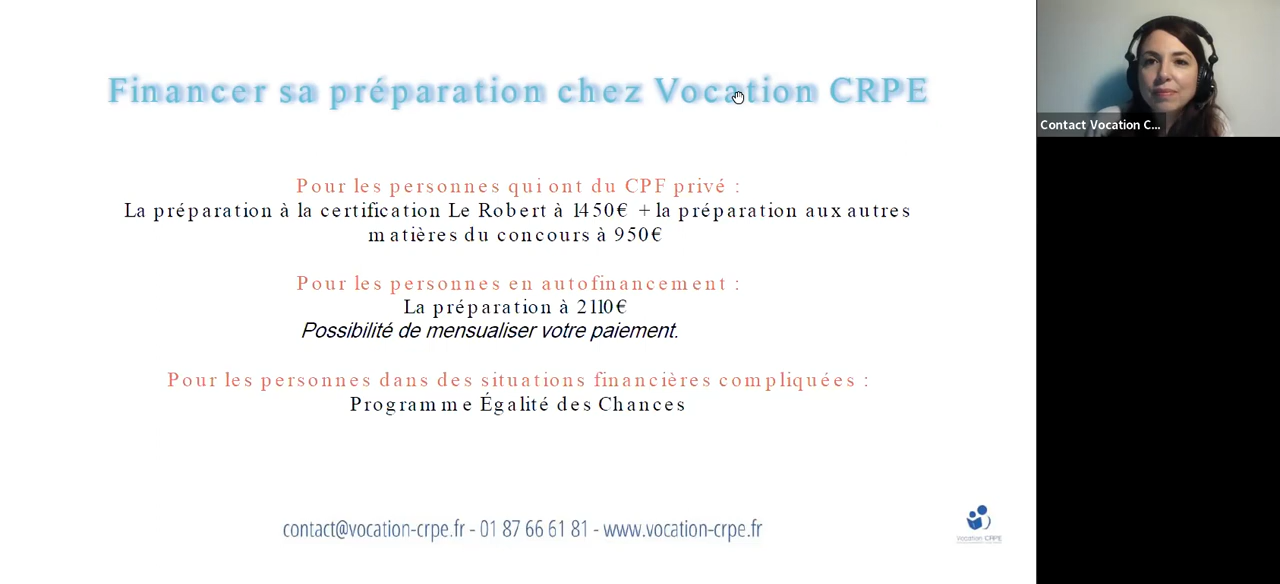 Financer sa préparation chez Vocation CRPE
Contact Vocation C...
Pour les personnes qui ont du CPF privé :
La préparation à la certification Le Robert à 1450€ + la préparation aux autres
matières du concours à 950€
Pour les personnes en autofinancement :
La préparation à 2110€
Possibilité de mensualiser votre paiement.
Pour les personnes dans des situations financières compliquées :
Programme Égalité des Chances
contact@vocation-crpe.fr - 01 87 66 61 81 - www.vocation-crpe.fr
Vocation CRPE